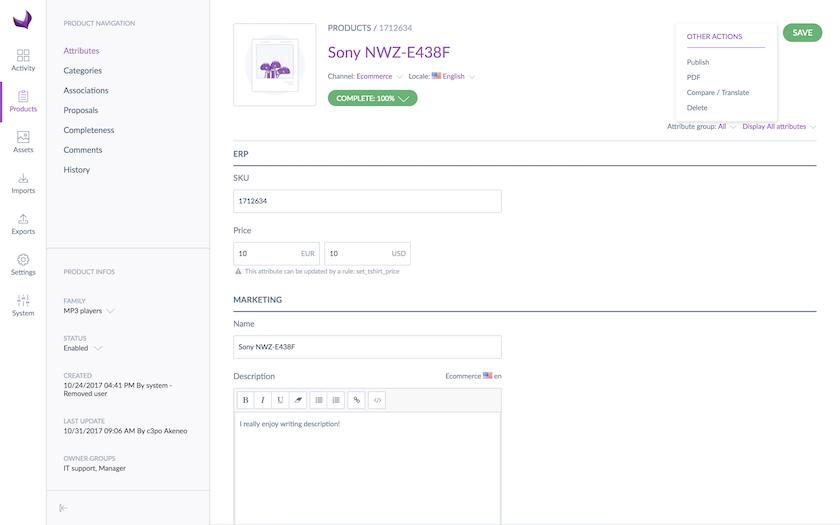 Activity
Products
Assets
Imports
Exports
Settings
System
PRODUCT NAVIGATION
Attributes
Categories
Associations
Proposals
Completeness
Comments
History
PRODUCT INFOS
FAMILY
MP3 players
STATUS
Enabled
CREATED
10/24/2017 04:41 PM By system -
Removed user
LAST UPDATE
10/31/2017 09:06 AM By c3po Akeneo
OWNER GROUPS
IT support, Manager
PRODUCTS / 1712634
Sony NWZ-E438F
Channel: Ecommerce Locale: English
COMPLETE: 100%
OTHER ACTIONS
Publish
PDF
Compare / Translate
Delete
SAVE
Attribute group: All Display All attributes
ERP
SKU
1712634
Price
10 EUR 10 USD
This attribute can be updated by a rule: set_tshirt_price
MARKETING
Name
Sony NWZ-E438F
Description Ecommerce en
B I U </>
I really enjoy writing description!